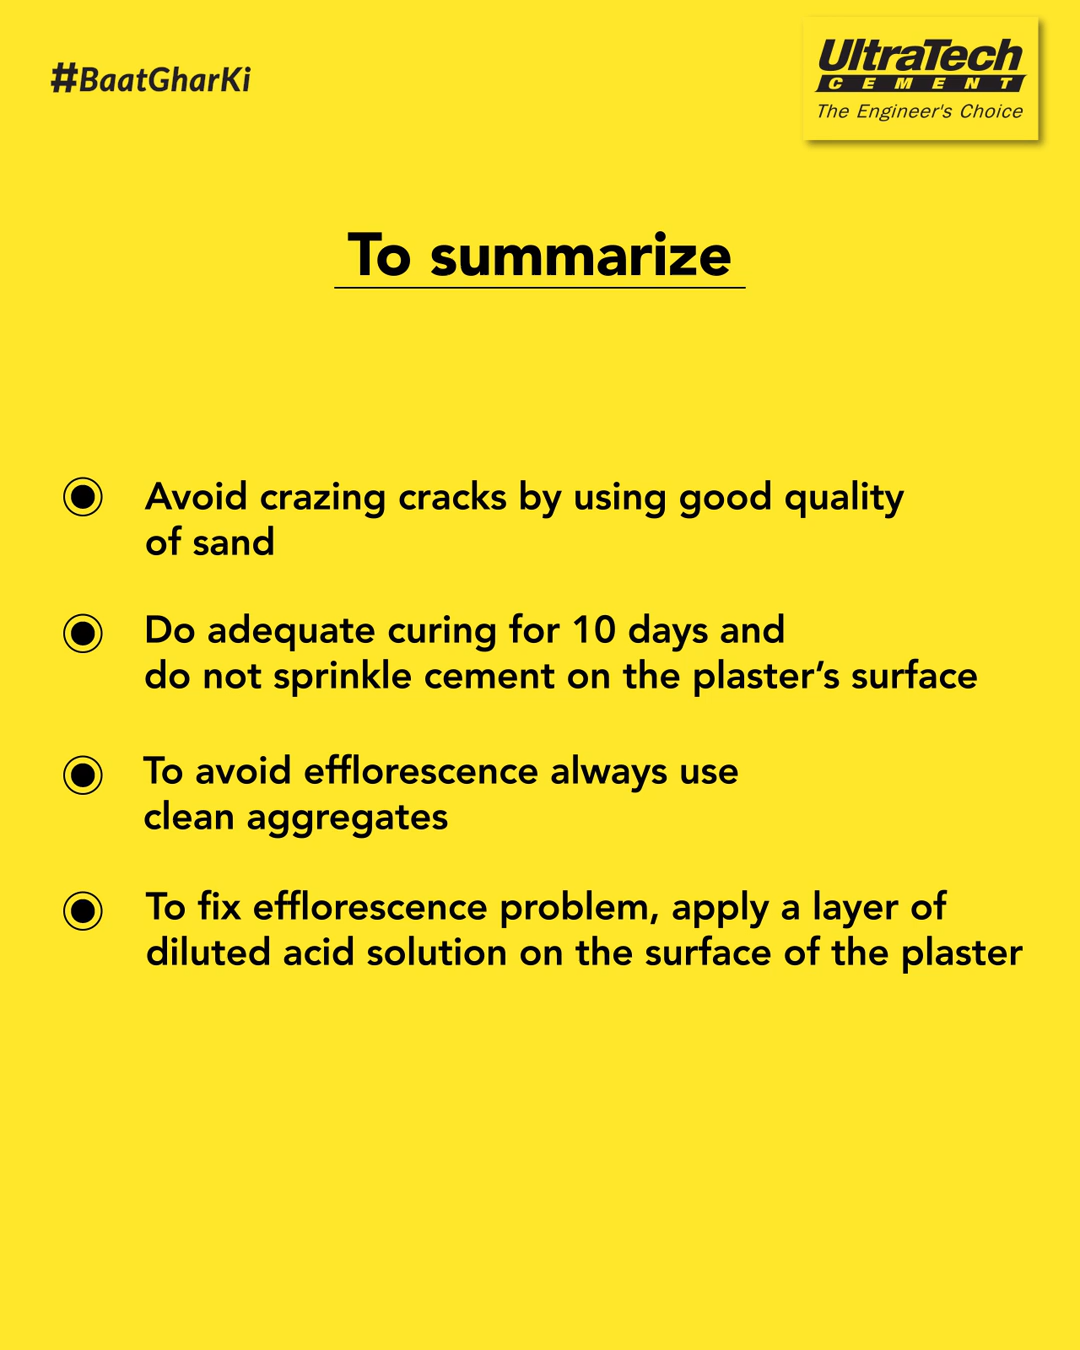 #BaatGharKi
UltraTech
CEMENT
The Engineer's Choice
To summarize
Avoid crazing cracks by using good quality
of sand
Do adequate curing for 10 days and
do not sprinkle cement on the plaster’s surface
To avoid efflorescence always use
clean aggregates
To fix efflorescence problem, apply a layer of
diluted acid solution on the surface of the plaster